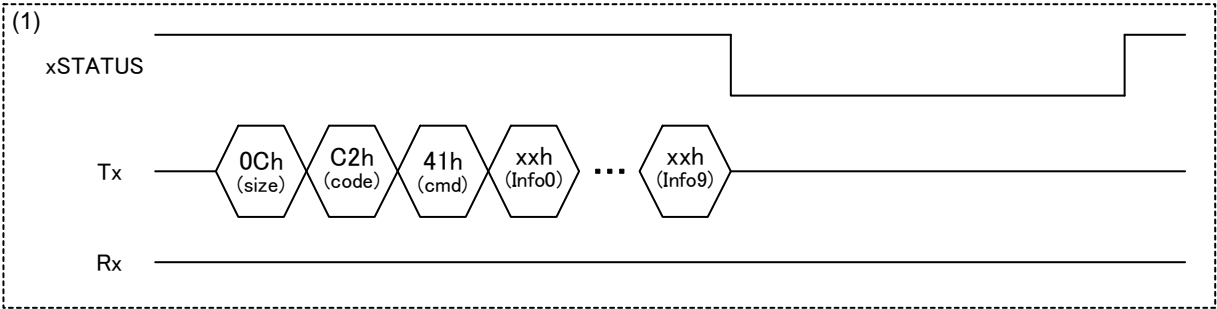 (1)
xSTATUS
Tx
0Ch C2h 41h xxh ··· xxh
(size) (code) (cmd) (Info0) (Info9)
Rx